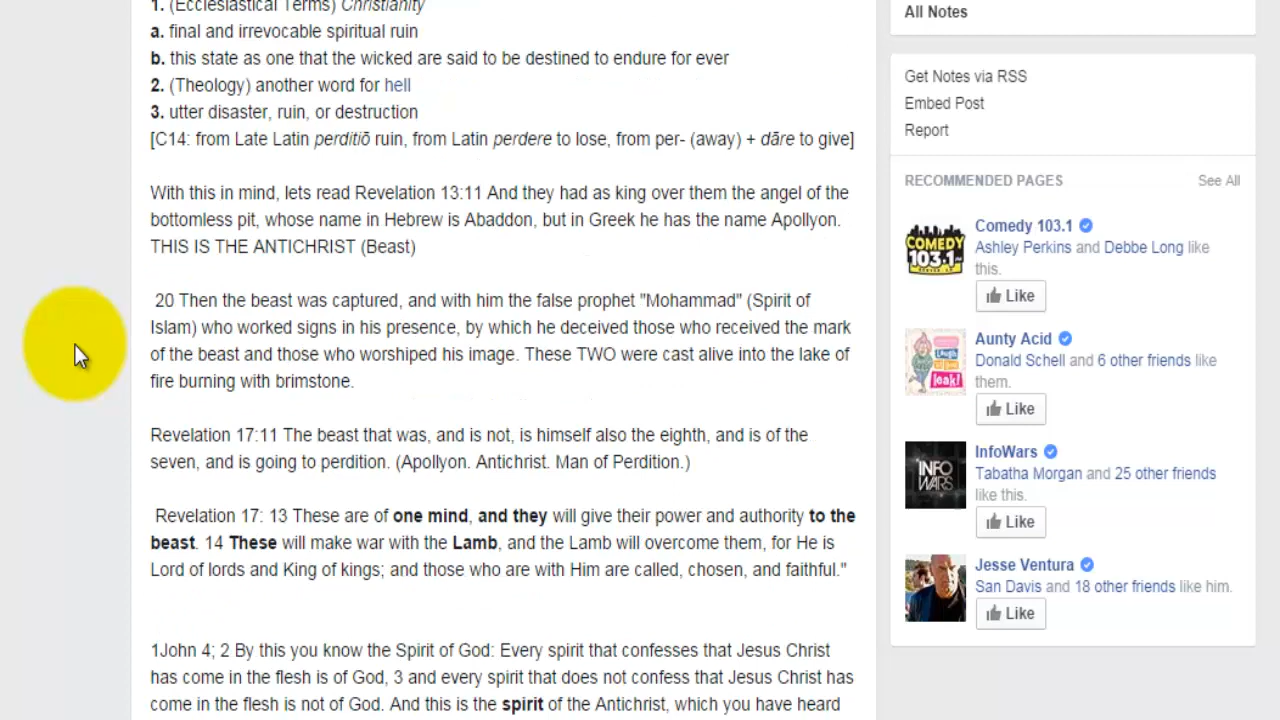 1. (Ecclesiastical Terms) Christianity
a. final and irrevocable spiritual ruin
b. this state as one that the wicked are said to be destined to endure for ever
2. (Theology) another word for hell
3. utter disaster, ruin, or destruction
[C14: from Late Latin perditiō ruin, from Latin perdere to lose, from per- (away) + dāre to give]
With this in mind, lets read Revelation 13:11 And they had as king over them the angel of the
bottomless pit, whose name in Hebrew is Abaddon, but in Greek he has the name Apollyon.
THIS IS THE ANTICHRIST (Beast)
20 Then the beast was captured, and with him the false prophet "Mohammad" (Spirit of
Islam) who worked signs in his presence, by which he deceived those who received the mark
of the beast and those who worshiped his image. These TWO were cast alive into the lake of
fire burning with brimstone.
Revelation 17:11 The beast that was, and is not, is himself also the eighth, and is of the
seven, and is going to perdition. (Apollyon. Antichrist. Man of Perdition.)
Revelation 17: 13 These are of one mind, and they will give their power and authority to the
beast. 14 These will make war with the Lamb, and the Lamb will overcome them, for He is
Lord of lords and King of kings; and those who are with Him are called, chosen, and faithful."
1John 4; 2 By this you know the Spirit of God: Every spirit that confesses that Jesus Christ
has come in the flesh is of God, 3 and every spirit that does not confess that Jesus Christ has
come in the flesh is not of God. And this is the spirit of the Antichrist, which you have heard
All Notes
Get Notes via RSS
Embed Post
Report
RECOMMENDED PAGES See All
COMEDY
103.1
Comedy 103.1
Ashley Perkins and Debbe Long like
this.
Like
Aunty Acid
Donald Schell and 6 other friends like
them.
Like
INFO
WARS
InfoWars
Tabatha Morgan and 25 other friends
like this.
Like
Jesse Ventura
San Davis and 18 other friends like him.
Like